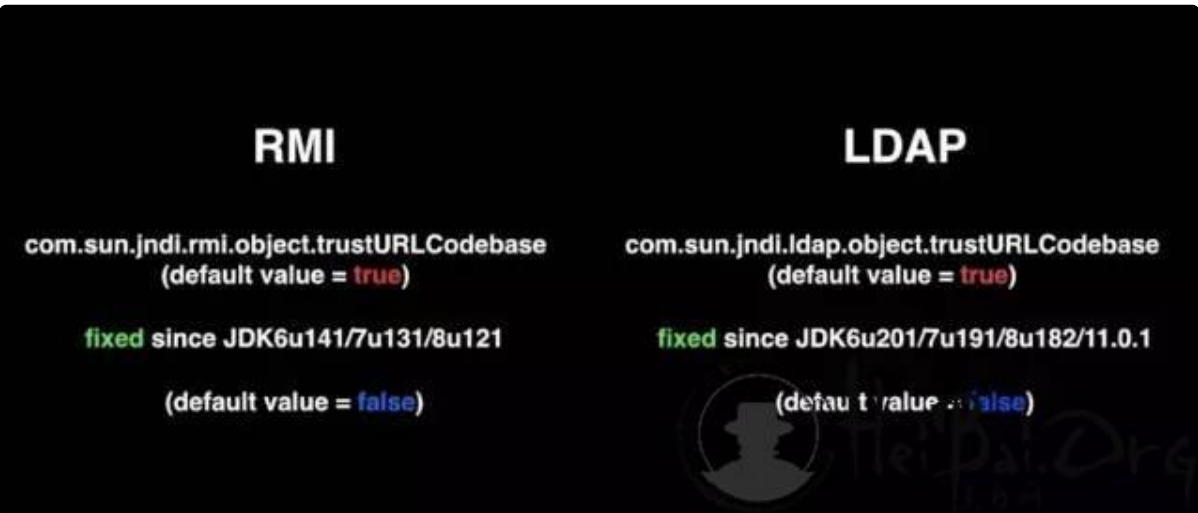 RMI
com.sun.jndi.rmi.object.trustURLCodebase
(default value = true)
fixed since JDK6u141/7u131/8u121
(default value = false)
LDAP
com.sun.jndi.ldap.object.trustURLCodebase
(default value = true)
fixed since JDK6u201/7u191/8u182/11.0.1
(default value = false)
HeiPai.Org